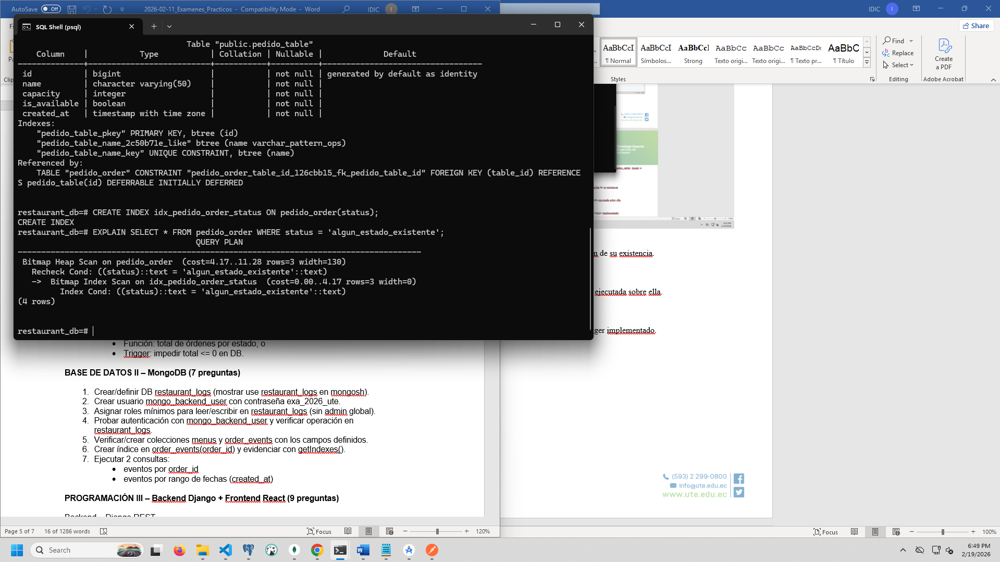 AutoSave Off 2026-02-11_Examenes_Practicos - Compatibility Mode - Word IDIC I
IDIC I
SQL Shell (psql)
Share
Table "public.pedido_table"
Column | Type | Collation | Nullable | Default
--------------+--------------------------+-----------+----------+----------------------------------
id | bigint | | not null | generated by default as identity
name | character varying(50) | | not null |
capacity | integer | | not null |
is_available | boolean | | not null |
created_at | timestamp with time zone | | not null |
Indexes:
"pedido_table_pkey" PRIMARY KEY, btree (id)
"pedido_table_name_2c50b71e_like" btree (name varchar_pattern_ops)
"pedido_table_name_key" UNIQUE CONSTRAINT, btree (name)
Referenced by:
TABLE "pedido_order" CONSTRAINT "pedido_order_table_id_126cbb15_fk_pedido_table_id" FOREIGN KEY (table_id) REFERENCE
S pedido_table(id) DEFERRABLE INITIALLY DEFERRED
restaurant_db=# CREATE INDEX idx_pedido_order_status ON pedido_order(status);
CREATE INDEX
restaurant_db=# EXPLAIN SELECT * FROM pedido_order WHERE status = 'algun_estado_existente';
QUERY PLAN
--------------------------------------------------------------------------------------
Bitmap Heap Scan on pedido_order (cost=4.17..11.28 rows=3 width=130)
Recheck Cond: ((status)::text = 'algun_estado_existente'::text)
-> Bitmap Index Scan on idx_pedido_order_status (cost=0.00..4.17 rows=3 width=0)
Index Cond: ((status)::text = 'algun_estado_existente'::text)
(4 rows)
restaurant_db=#
AaBbCcI AaBbCcI AaBbCcI AaBbCc AaBbCc AaBbCcDc AaBbC
¶ Normal Símbolos... Strong Texto origi... Texto origi... ¶ Texto pr... ¶ Título
Styles
Find
Replace
Select
Editing
Create
a PDF
Adobe Acrobat
Tecnología Superior
Desarrollo de
Software
n de su existencia.
ejecutada sobre ella.
ger implementado.
• Función: total de órdenes por estado, o
• Trigger: impedir total <= 0 en DB.
BASE DE DATOS II – MongoDB (7 preguntas)
1. Crear/definir DB restaurant_logs (mostrar use restaurant_logs en mongosh).
2. Crear usuario mongo_backend_user con contraseña exa_2026_ute.
3. Asignar roles mínimos para leer/escribir en restaurant_logs (sin admin global).
4. Probar autenticación con mongo_backend_user y verificar operación en
restaurant_logs.
5. Verificar/crear colecciones menus y order_events con los campos definidos.
6. Crear índice en order_events(order_id) y evidenciar con getIndexes().
7. Ejecutar 2 consultas:
• eventos por order_id
• eventos por rango de fechas (created_at)
PROGRAMACIÓN III – Backend Django + Frontend React (9 preguntas)
Backend – Django REST
(593) 2 299-0800
info@ute.edu.ec
www.ute.edu.ec
Page 5 of 7 16 of 1286 words Focus 120%
Focus 100%
Search
6:49 PM
2/19/2026